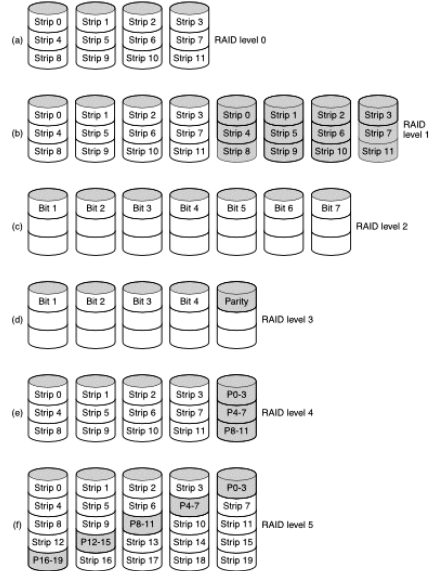 Strip 0 Strip 1 Strip 2 Strip 3
(a) Strip 4 Strip 5 Strip 6 Strip 7 RAID level 0
Strip 8 Strip 9 Strip 10 Strip 11
Strip 0 Strip 1 Strip 2 Strip 3 Strip 0 Strip 1 Strip 2 Strip 3
(b) Strip 4 Strip 5 Strip 6 Strip 7 Strip 4 Strip 5 Strip 6 Strip 7 RAID level 1
Strip 8 Strip 9 Strip 10 Strip 11 Strip 8 Strip 9 Strip 10 Strip 11
Bit 1 Bit 2 Bit 3 Bit 4 Bit 5 Bit 6 Bit 7
(c) RAID level 2
Bit 1 Bit 2 Bit 3 Bit 4 Parity
(d) RAID level 3
Strip 0 Strip 1 Strip 2 Strip 3 P0-3
(e) Strip 4 Strip 5 Strip 6 Strip 7 P4-7 RAID level 4
Strip 8 Strip 9 Strip 10 Strip 11 P8-11
Strip 0 Strip 1 Strip 2 Strip 3 P0-3
Strip 4 Strip 5 Strip 6 P4-7 Strip 7
(f) Strip 8 Strip 9 P8-11 Strip 10 Strip 11 RAID level 5
Strip 12 P12-15 Strip 13 Strip 14 Strip 15
P16-19 Strip 16 Strip 17 Strip 18 Strip 19